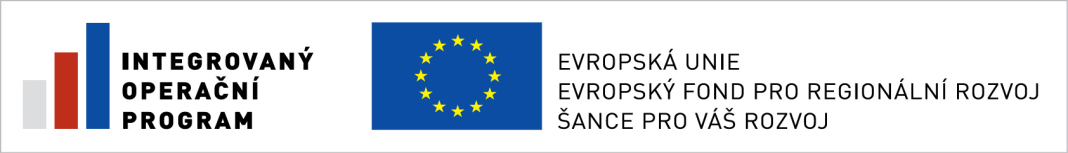 INTEGROVANÝ
OPERAČNÍ
PROGRAM
EVROPSKÁ UNIE
EVROPSKÝ FOND PRO REGIONÁLNÍ ROZVOJ
ŠANCE PRO VÁŠ ROZVOJ